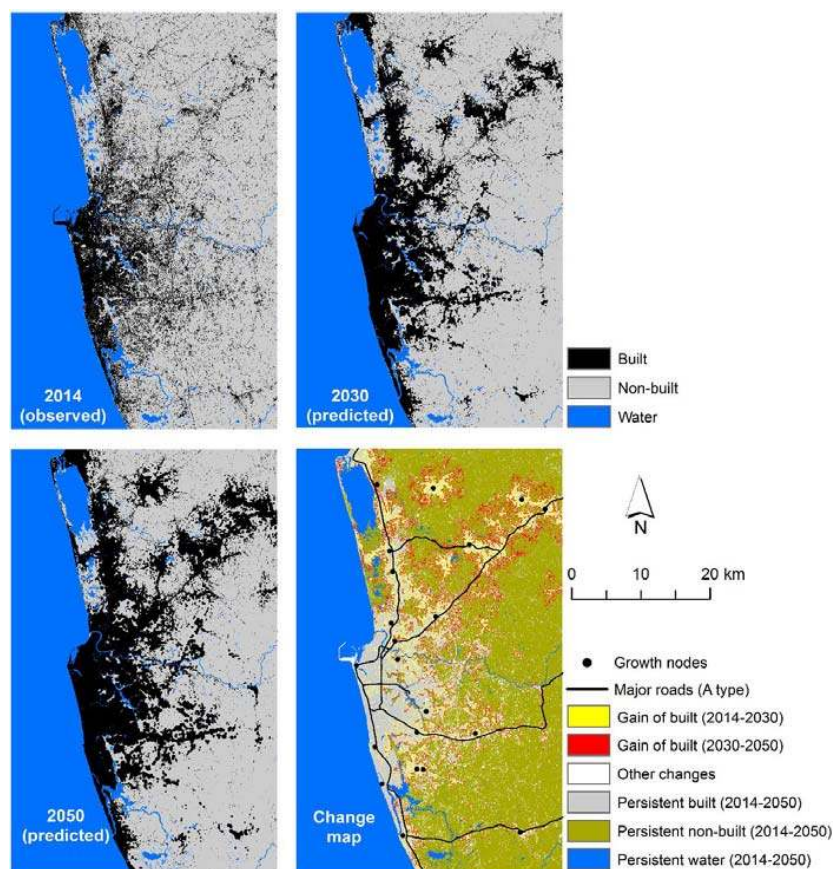 2014
(observed)
2030
(predicted)
Built
Non-built
Water
2050
(predicted)
Change
map
N
0 10 20 km
Growth nodes
Major roads (A type)
Gain of built (2014-2030)
Gain of built (2030-2050)
Other changes
Persistent built (2014-2050)
Persistent non-built (2014-2050)
Persistent water (2014-2050)